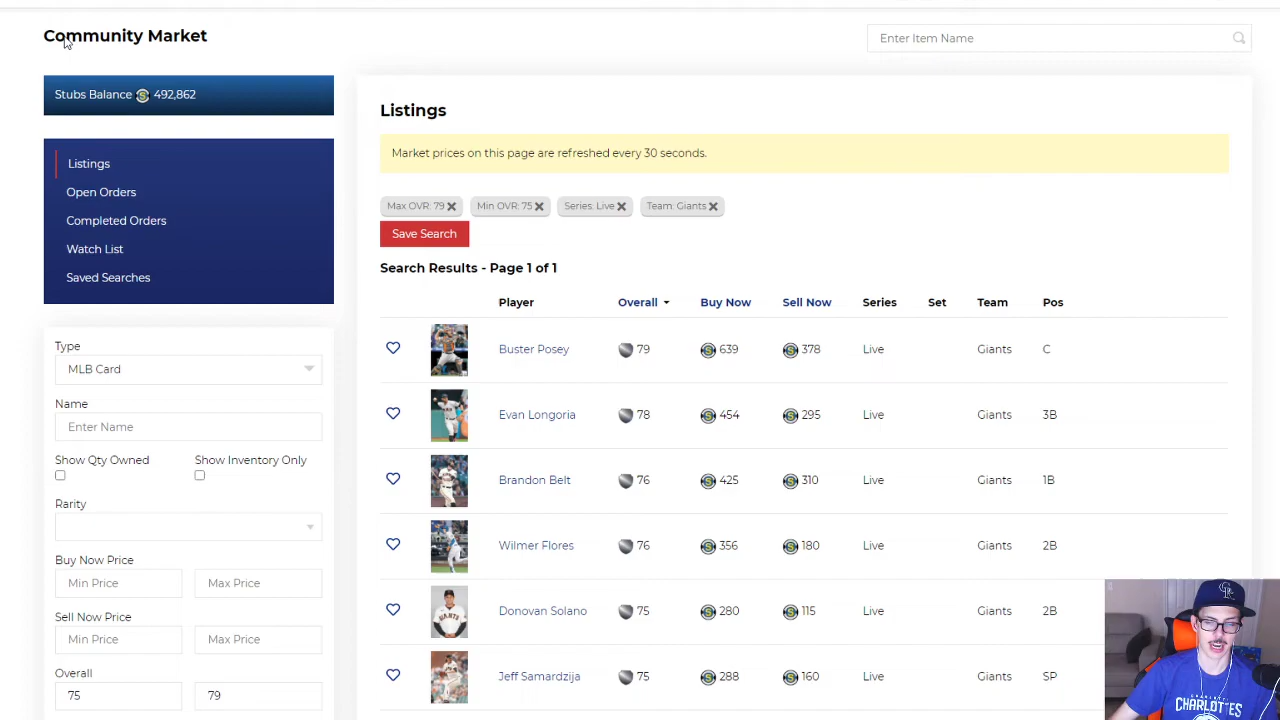 Community Market
Enter Item Name
Stubs Balance 492,862
Listings
Open Orders
Completed Orders
Watch List
Saved Searches
Type
MLB Card
Name
Enter Name
Show Qty Owned Show Inventory Only
Rarity
Buy Now Price
Min Price Max Price
Sell Now Price
Min Price Max Price
Overall
75 79
Listings
Market prices on this page are refreshed every 30 seconds.
Max OVR: 79 Min OVR: 75 Series: Live Team: Giants
Save Search
Search Results - Page 1 of 1
Player Overall Buy Now Sell Now Series Set Team Pos
Buster Posey 79 639 378 Live Giants C
Evan Longoria 78 454 295 Live Giants 3B
Brandon Belt 76 425 310 Live Giants 1B
Wilmer Flores 76 356 180 Live Giants 2B
Donovan Solano 75 280 115 Live Giants 2B
Jeff Samardzija 75 288 160 Live Giants SP
CHARLOTTE